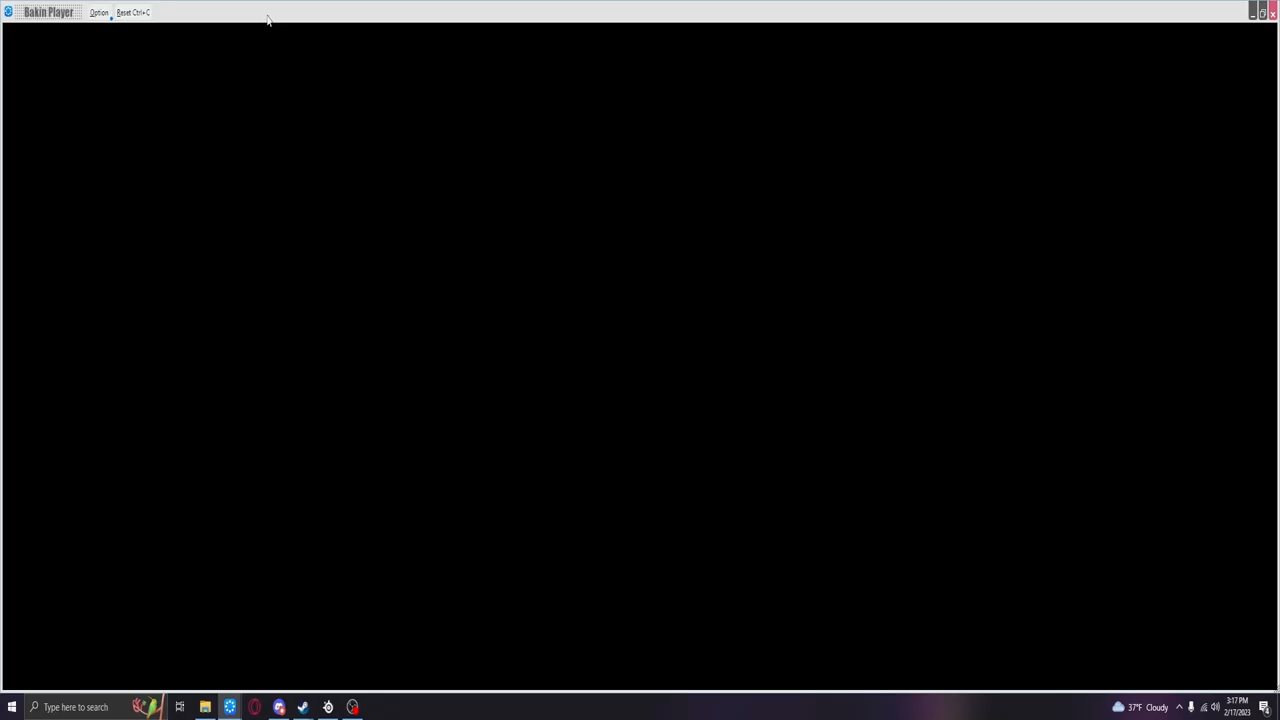 Bakin Player
Option
Reset Ctrl+C
Type here to search
37°F Cloudy
3:17 PM
2/17/2023